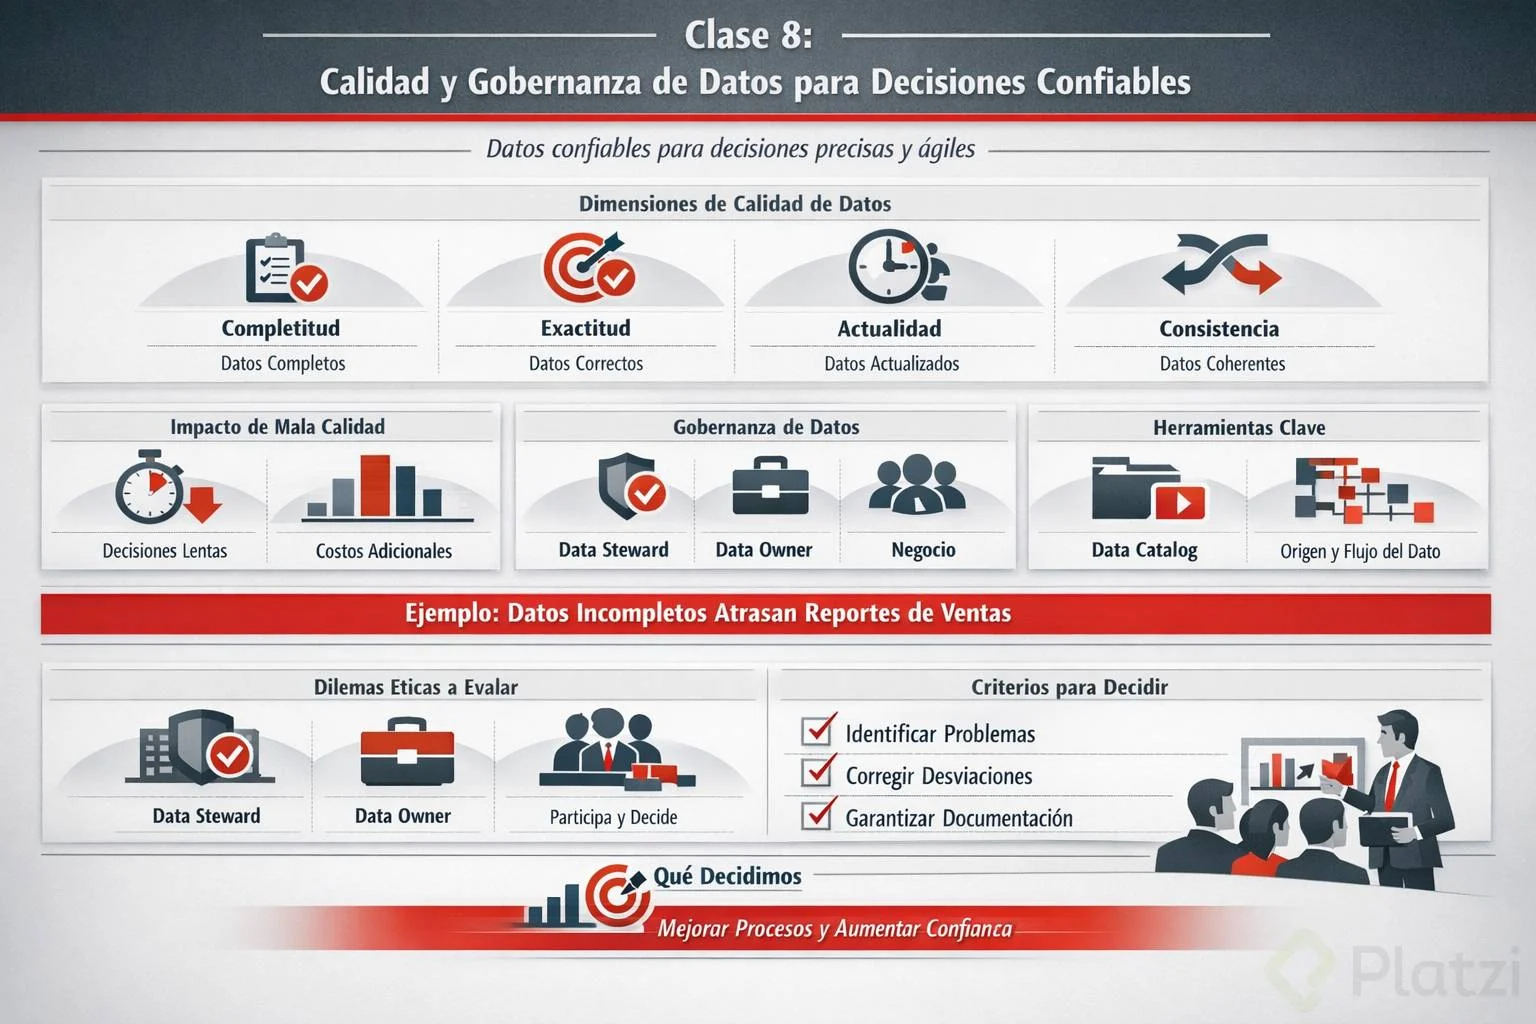 Clase 8:
Calidad y Gobernanza de Datos para Decisiones Confiables
Datos confiables para decisiones precisas y ágiles
Dimensiones de Calidad de Datos
Completitud
Datos Completos
Exactitud
Datos Correctos
Actualidad
Datos Actualizados
Consistencia
Datos Coherentes
Impacto de Mala Calidad
Decisiones Lentas
Costos Adicionales
Gobernanza de Datos
Data Steward
Data Owner
Negocio
Herramientas Clave
Data Catalog
Origen y Flujo del Dato
Ejemplo: Datos Incompletos Atrasan Reportes de Ventas
Dilemas Eticas a Evalar
Data Steward
Data Owner
Participa y Decide
Criterios para Decidir
Identificar Problemas
Corregir Desviaciones
Garantizar Documentación
Qué Decidimos
Mejorar Procesos y Aumentar Confianca
Platzi